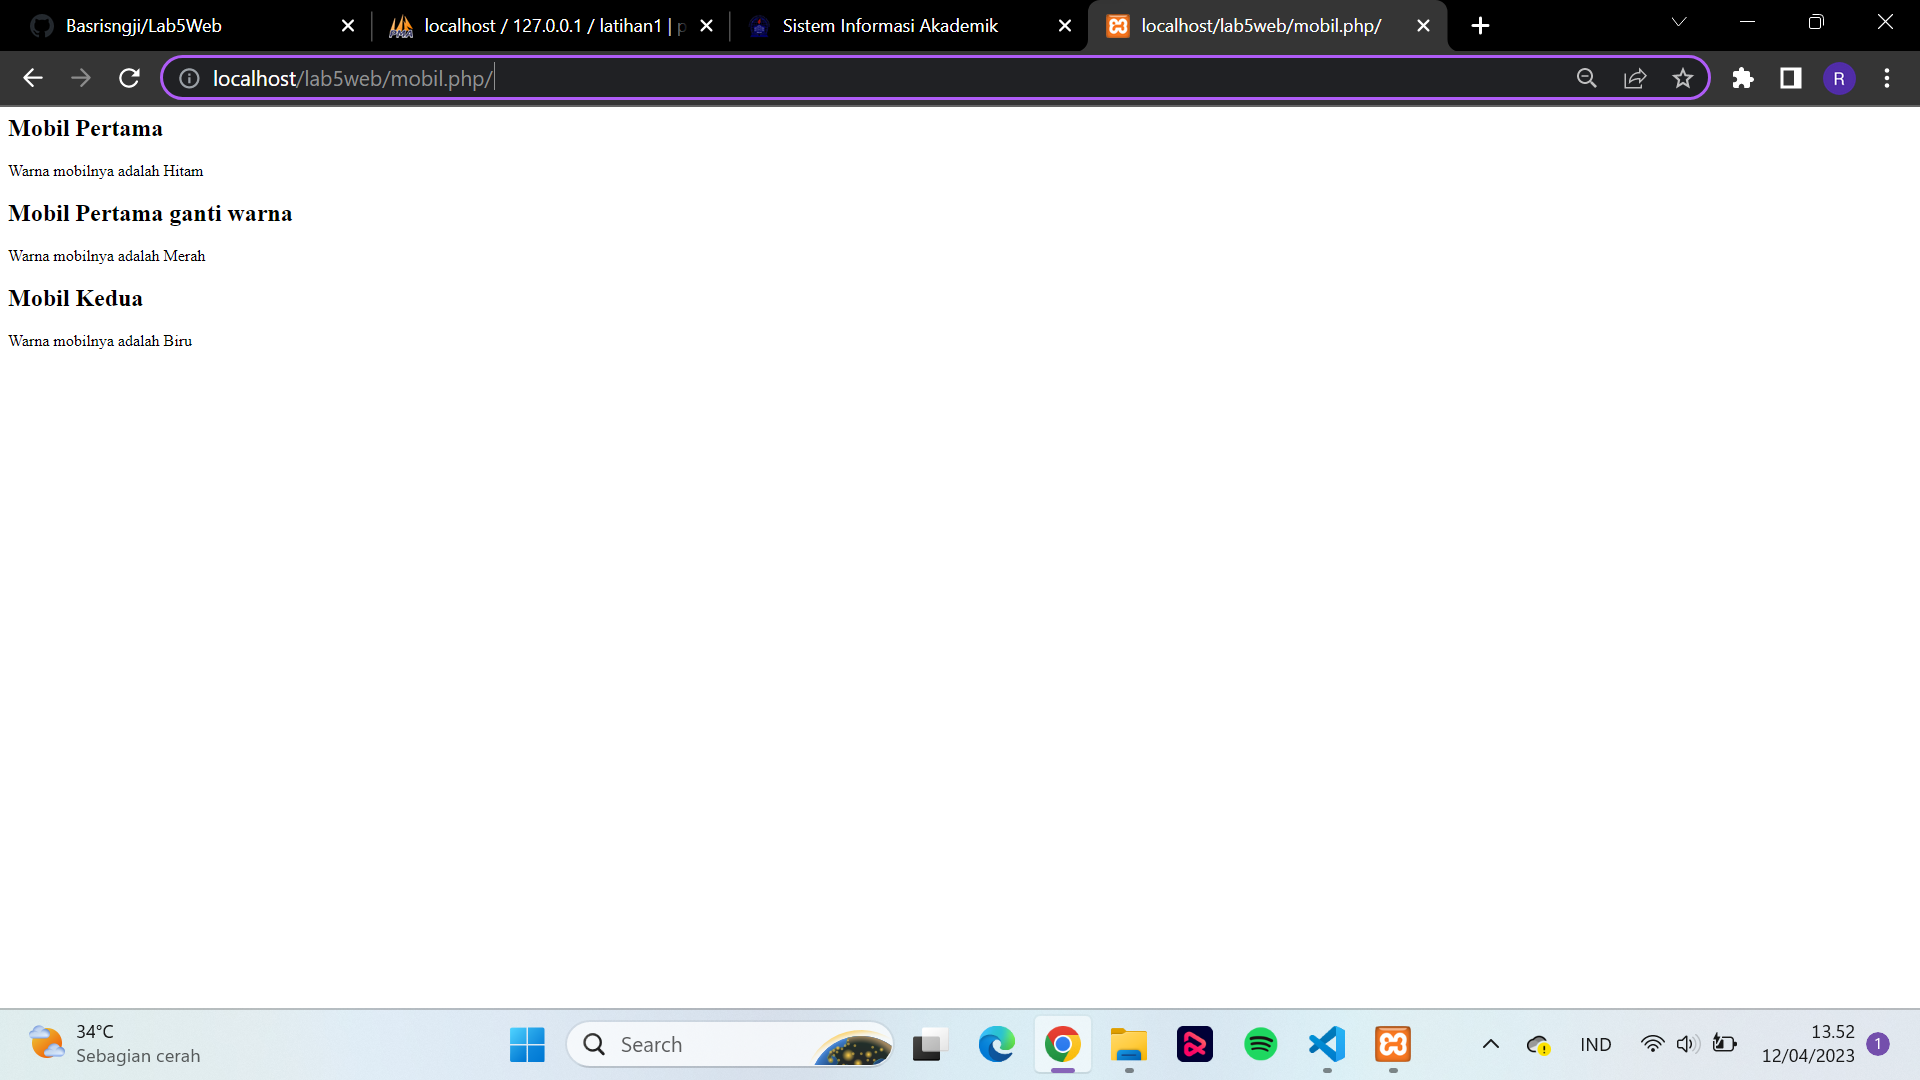 Basrisngji/Lab5Web
localhost / 127.0.0.1 / latihan1 | p
Sistem Informasi Akademik
localhost/lab5web/mobil.php/
localhost/lab5web/mobil.php/
R
Mobil Pertama
Warna mobilnya adalah Hitam
Mobil Pertama ganti warna
Warna mobilnya adalah Merah
Mobil Kedua
Warna mobilnya adalah Biru
34°C
Sebagian cerah
Search
IND
13.52
12/04/2023
1